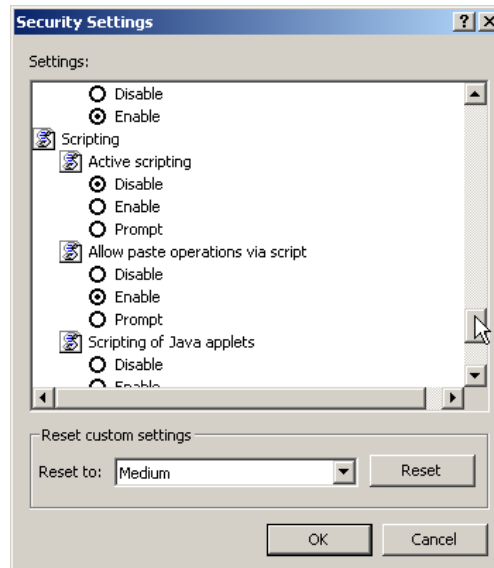 Security Settings
Settings:
Disable
Enable
Scripting
Active scripting
Disable
Enable
Prompt
Allow paste operations via script
Disable
Enable
Prompt
Scripting of Java applets
Disable
Enable
Reset custom settings
Reset to: Medium Reset
OK Cancel